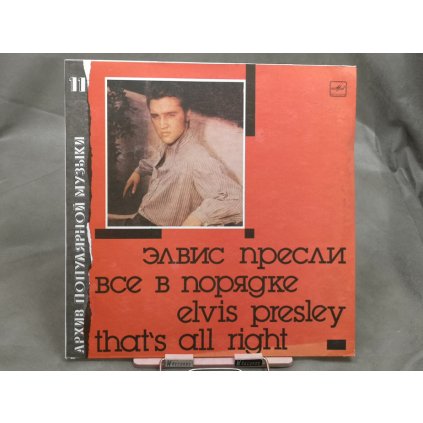 11
АРХИВ ПОПУЛЯРНОЙ МУЗЫКИ
элвис пресли
все в порядке
elvis presley
that's all right